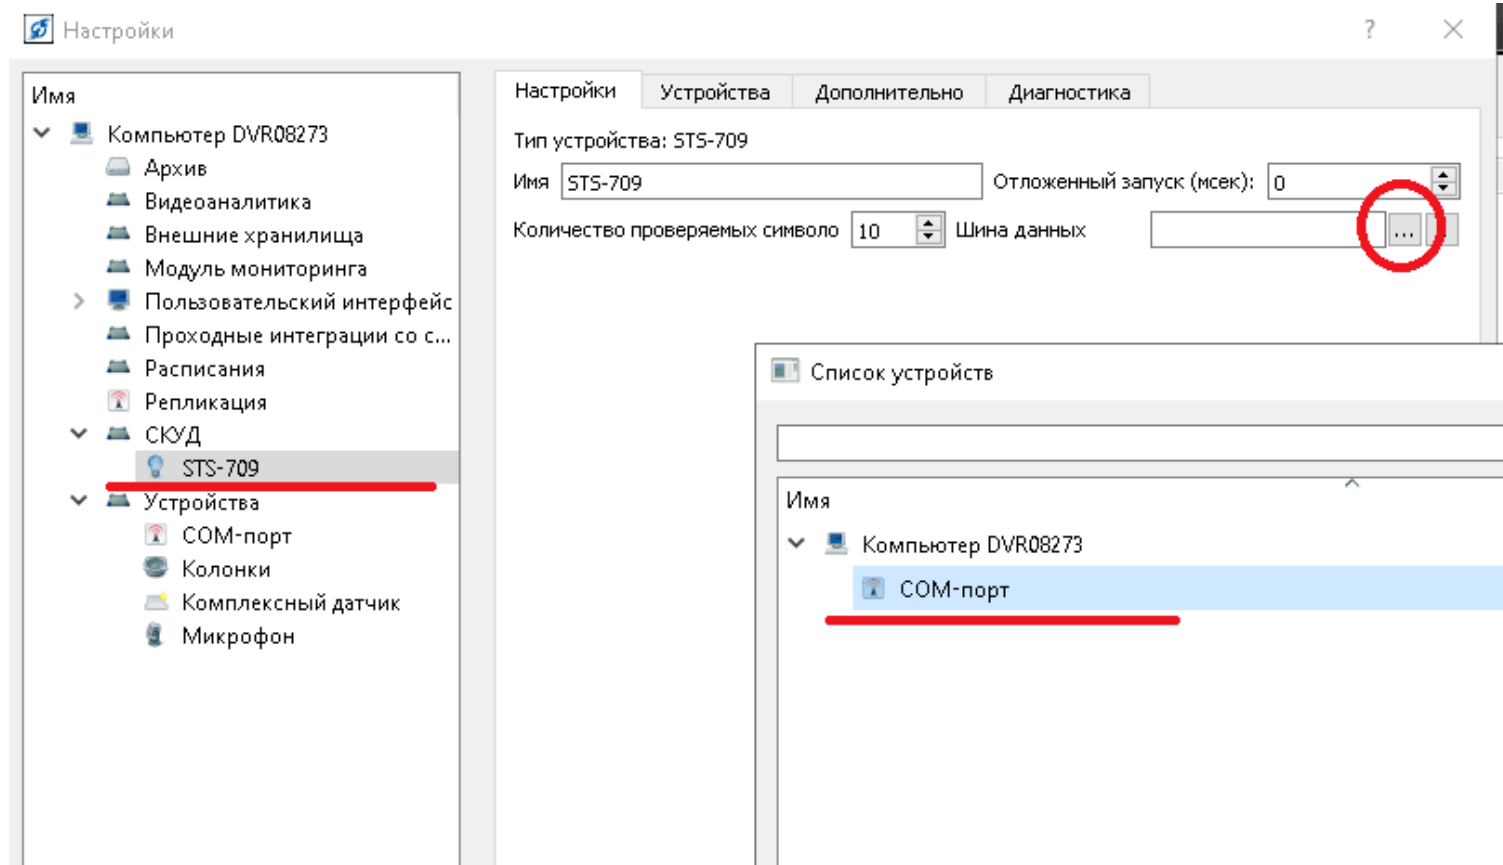 Настройки
?
Имя
Компьютер DVR08273
Архив
Видеоаналитика
Внешние хранилища
Модуль мониторинга
Пользовательский интерфейс
Проходные интеграции со с...
Расписания
Репликация
СКУД
STS-709
Устройства
COM-порт
Колонки
Комплексный датчик
Микрофон
Настройки Устройства Дополнительно Диагностика
Тип устройства: STS-709
Имя STS-709 Отложенный запуск (мсек): 0
Количество проверяемых символо 10 Шина данных ...
Список устройств
Имя
Компьютер DVR08273
COM-порт